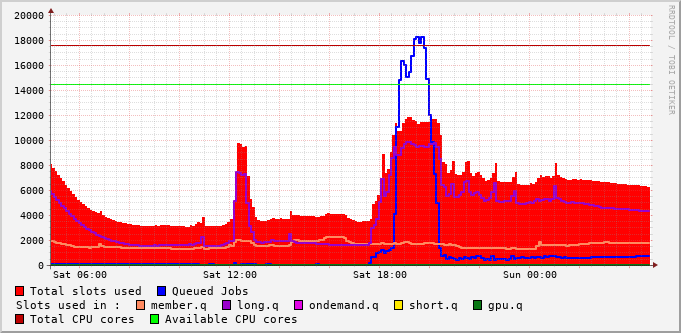 20000
18000
16000
14000
12000
10000
8000
6000
4000
2000
0
Sat 06:00 Sat 12:00 Sat 18:00 Sun 00:00
RRDTOOL / TOBI OETIKER
Total slots used Queued Jobs
Slots used in : member.q long.q ondemand.q short.q gpu.q
Total CPU cores Available CPU cores